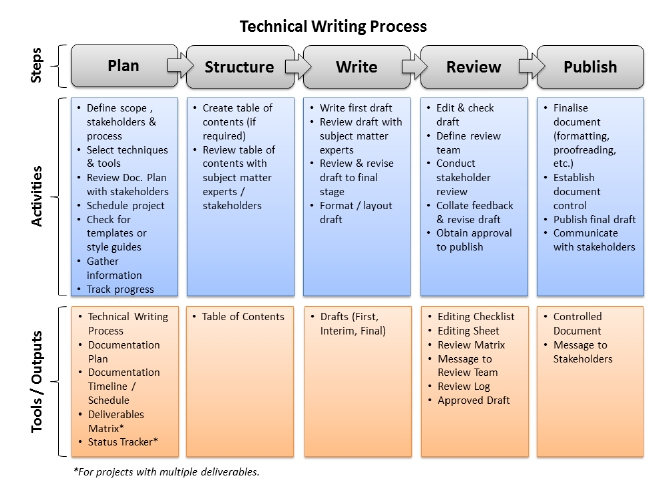 Technical Writing Process
Steps
Plan
Structure
Write
Review
Publish
Activities
• Define scope ,
stakeholders &
process
• Select techniques
& tools
• Review Doc. Plan
with stakeholders
• Schedule project
• Check for
templates or
style guides
• Gather
information
• Track progress
• Create table of
contents (if
required)
• Review table of
contents with
subject matter
experts /
stakeholders
• Write first draft
• Review draft with
subject matter
experts
• Review & revise
draft to final
stage
• Format / layout
draft
• Edit & check
draft
• Define review
team
• Conduct
stakeholder
review
• Collate feedback
& revise draft
• Obtain approval
to publish
• Finalise
document
(formatting,
proofreading,
etc.)
• Establish
document
control
• Publish final draft
• Communicate
with stakeholders
Tools / Outputs
• Technical Writing
Process
• Documentation
Plan
• Documentation
Timeline /
Schedule
• Deliverables
Matrix*
• Status Tracker*
• Table of Contents
• Drafts (First,
Interim, Final)
• Editing Checklist
• Editing Sheet
• Review Matrix
• Message to
Review Team
• Review Log
• Approved Draft
• Controlled
Document
• Message to
Stakeholders
*For projects with multiple deliverables.